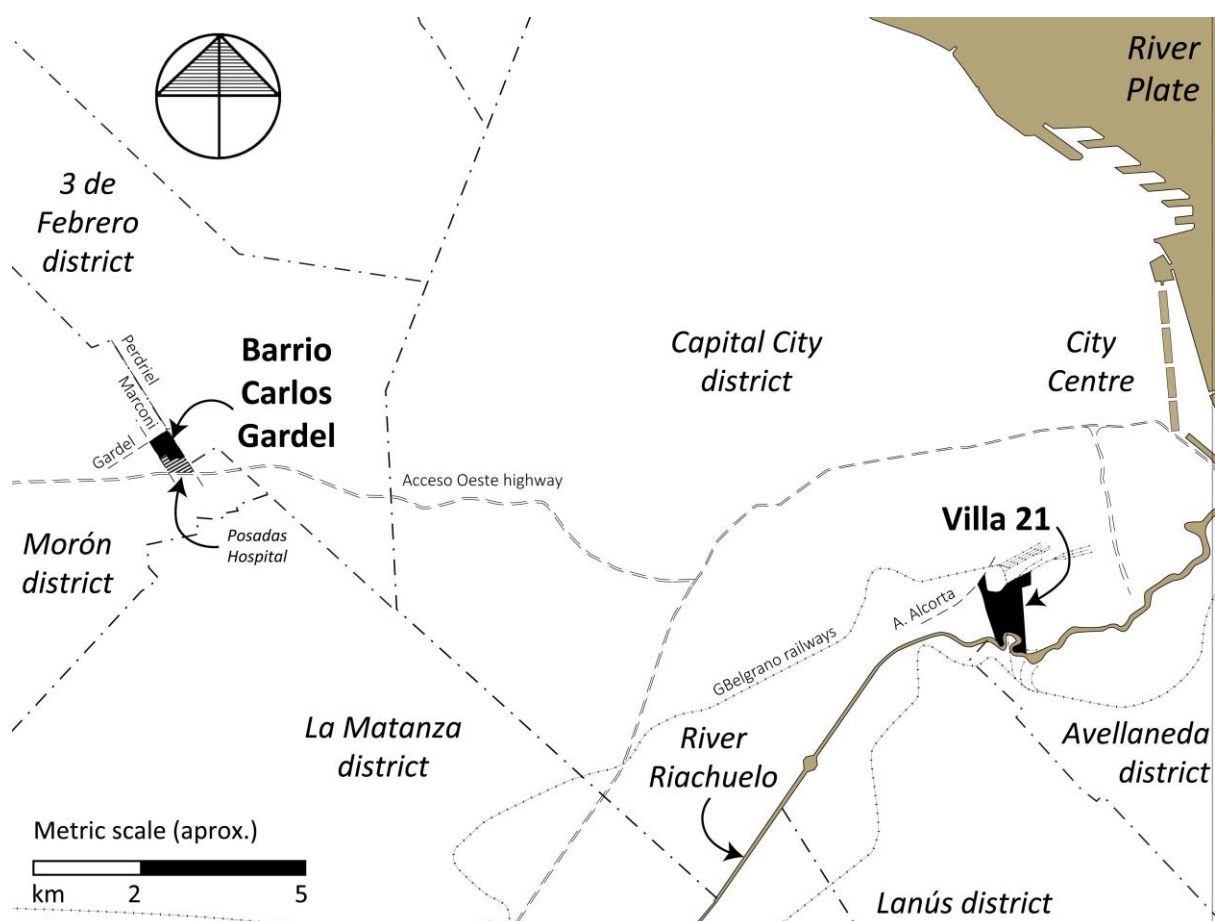 River
Plate
3 de
Febrero
district
Perdriel
Marconi
Gardel
Barrio
Carlos
Gardel
Capital City
district
City
Centre
Acceso Oeste highway
Morón
district
Posadas
Hospital
Villa 21
A. Alcorta
GBelgrano railways
La Matanza
district
River
Riachuelo
Avellaneda
district
Metric scale (aprox.)
km 2 5
Lanús district